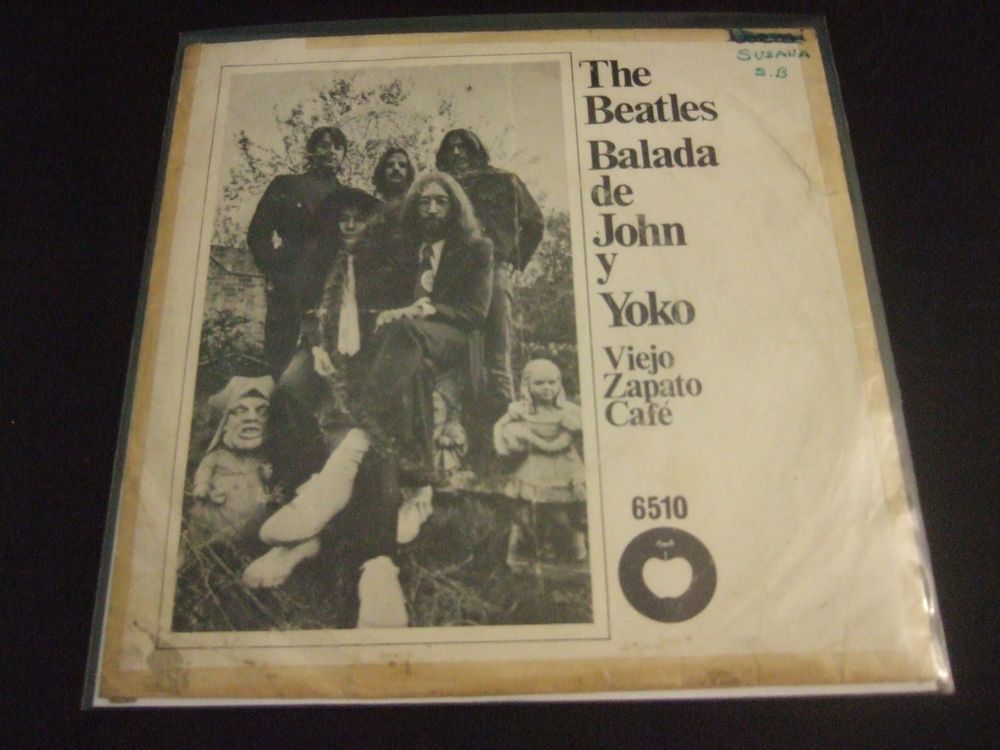 SUSANA
S.B
The
Beatles
Balada
de
John
y
Yoko
Viejo
Zapato
Café
6510